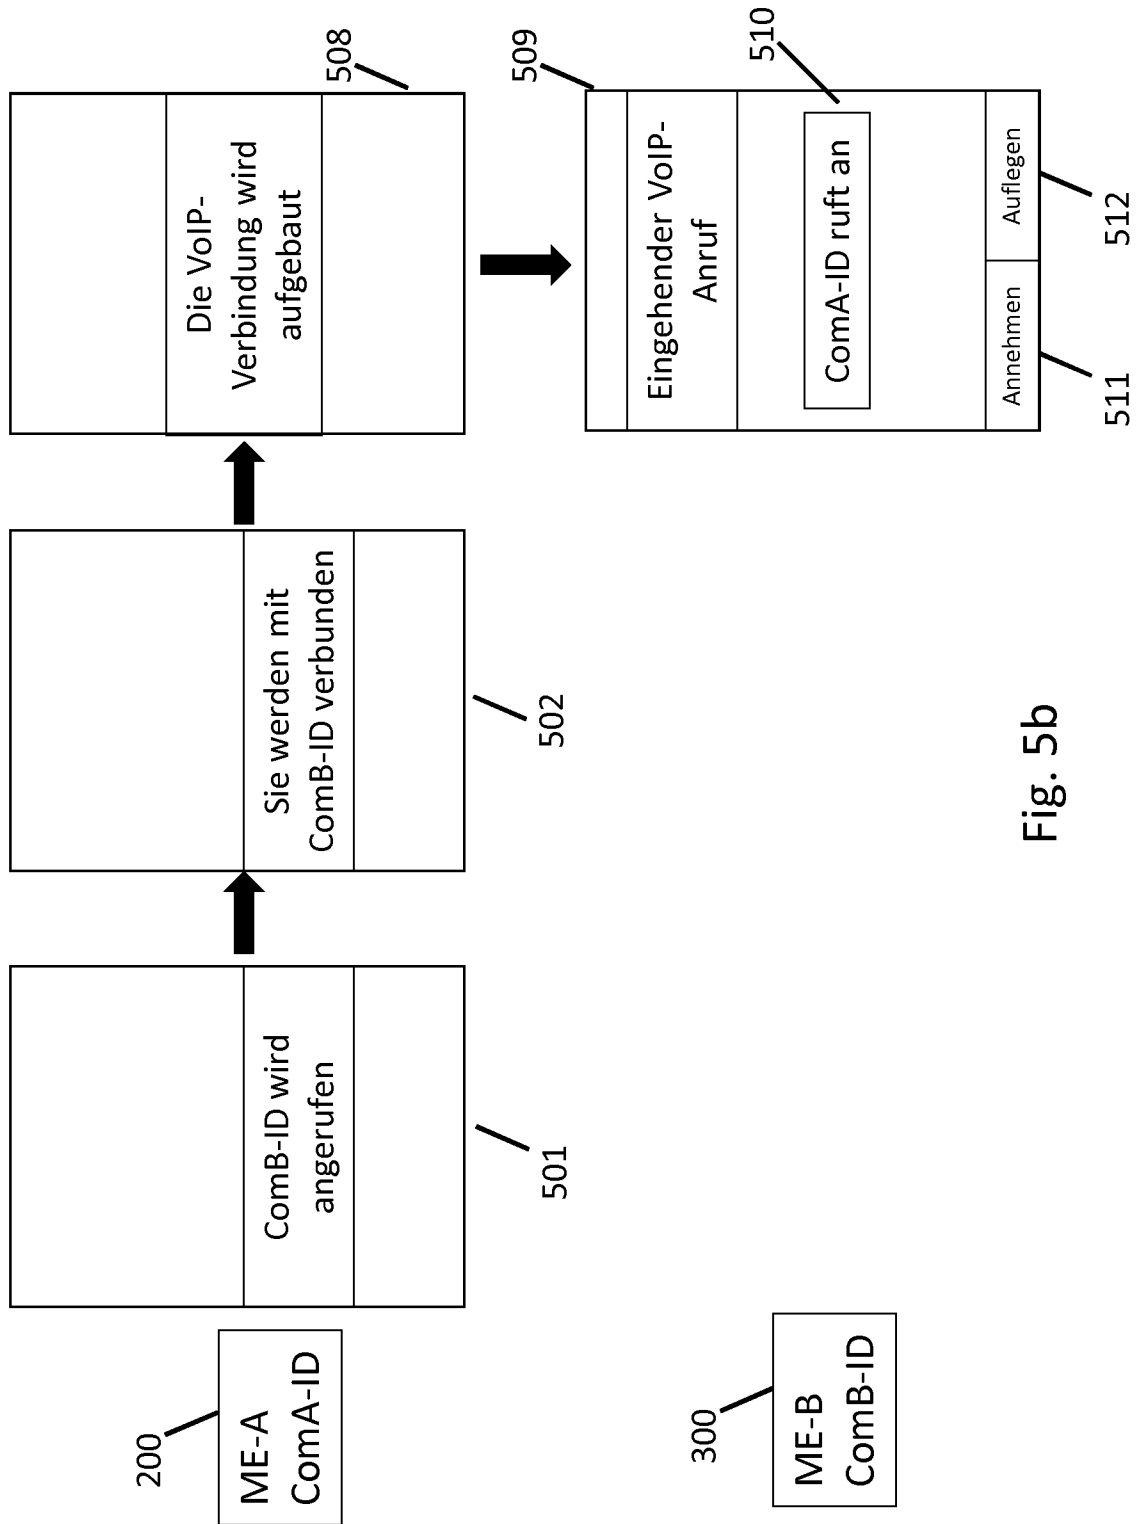 200
ME-A
ComA-ID
ComB-ID wird
angerufen
501
Sie werden mit
ComB-ID verbunden
502
Die VoIP-
Verbindung wird
aufgebaut
508
300
ME-B
ComB-ID
509
Eingehender VoIP-
Anruf
510
ComA-ID ruft an
Annehmen
Auflegen
511
512
Fig. 5b